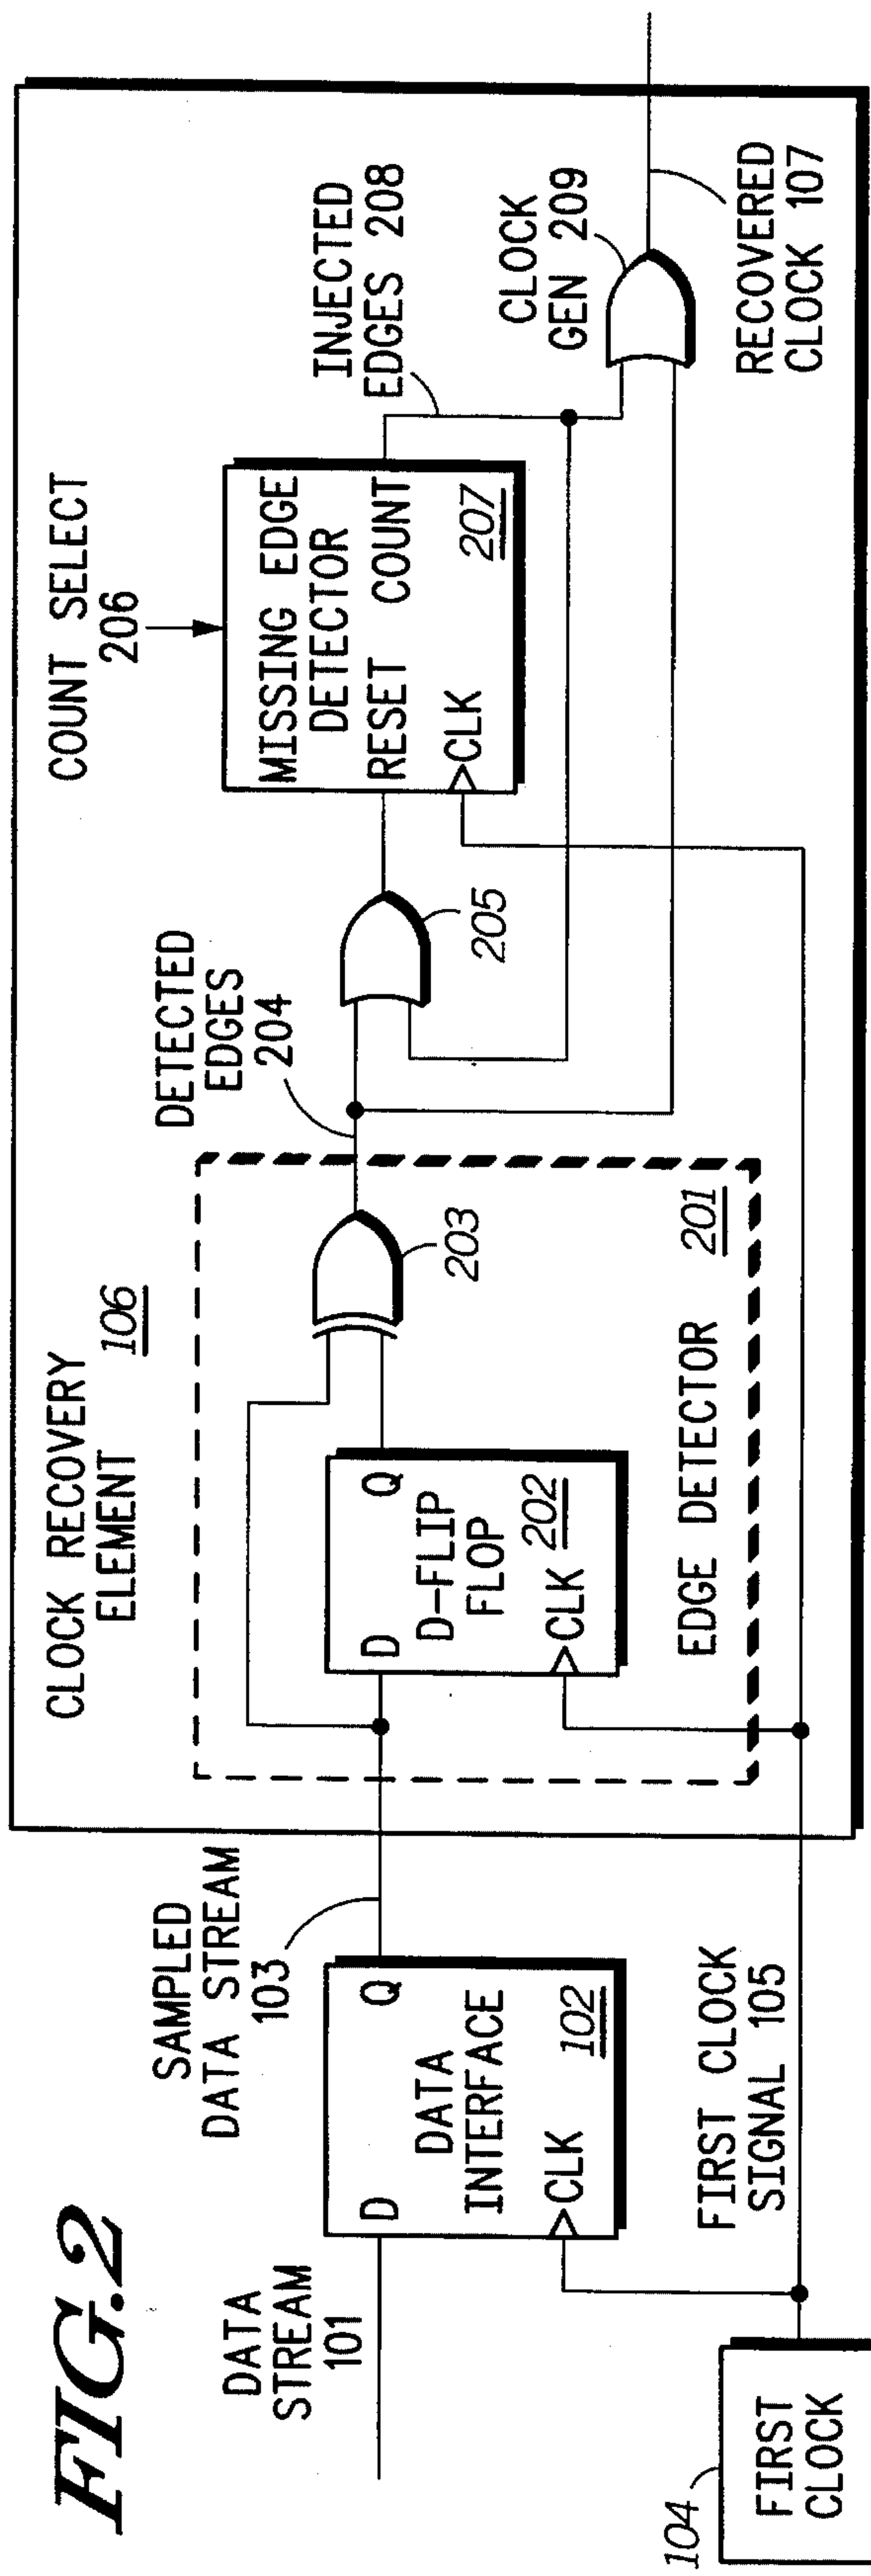 FIG.2
CLOCK RECOVERY
ELEMENT
106
COUNT SELECT
206
DATA
STREAM
101
D
Q
DATA
INTERFACE
CLK
102
SAMPLED
DATA STREAM
103
D
Q
D-FLIP
FLOP
CLK
202
203
EDGE DETECTOR
201
DETECTED
EDGES
204
205
MISSING EDGE
DETECTOR
RESET
COUNT
CLK
207
INJECTED
EDGES 208
CLOCK
GEN 209
RECOVERED
CLOCK 107
FIRST CLOCK
SIGNAL 105
104
FIRST
CLOCK